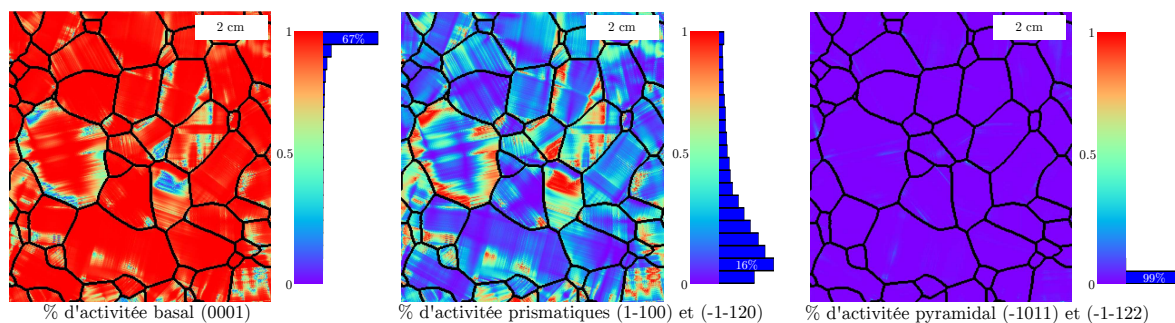 2 cm
1
67%
0.5
0
% d'activitée basal (0001)
2 cm
1
0.5
16%
0
% d'activitée prismatiques (1-100) et (-1-120)
2 cm
1
0.5
99%
0
% d'activitée pyramidal (-1011) et (-1-122)